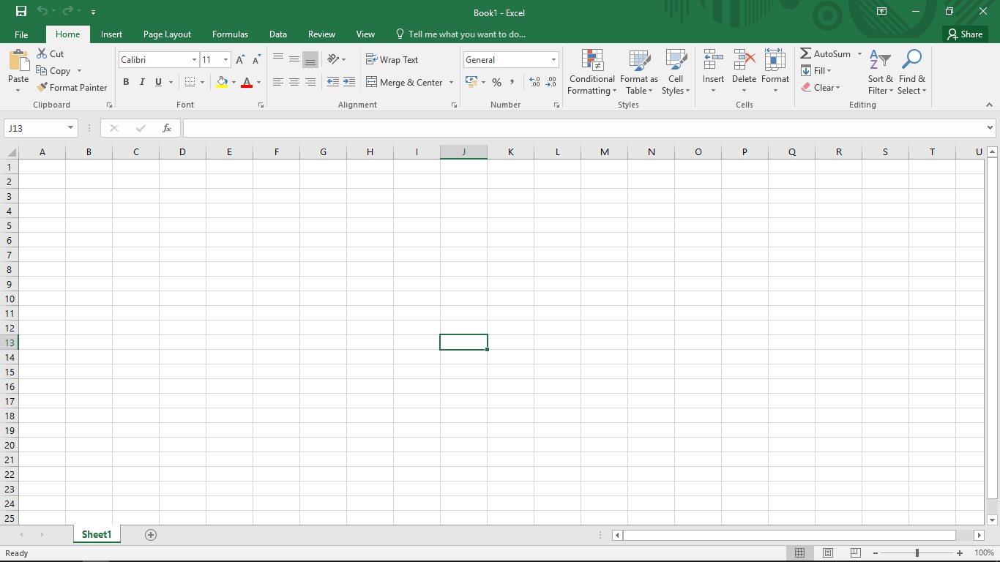 Book1 - Excel
File Home Insert Page Layout Formulas Data Review View Tell me what you want to do... Share
Paste Cut Copy Format Painter
Clipboard
Calibri 11
B I U A
Font
Wrap Text
Merge & Center
Alignment
General
% ,
Number
Conditional Formatting Format as Table Cell Styles
Styles
Insert Delete Format
Cells
AutoSum Fill Clear
Sort & Filter Find & Select
Editing
J13 fx
A B C D E F G H I J K L M N O P Q R S T U
1
2
3
4
5
6
7
8
9
10
11
12
13
14
15
16
17
18
19
20
21
22
23
24
25
Sheet1
Ready 100%